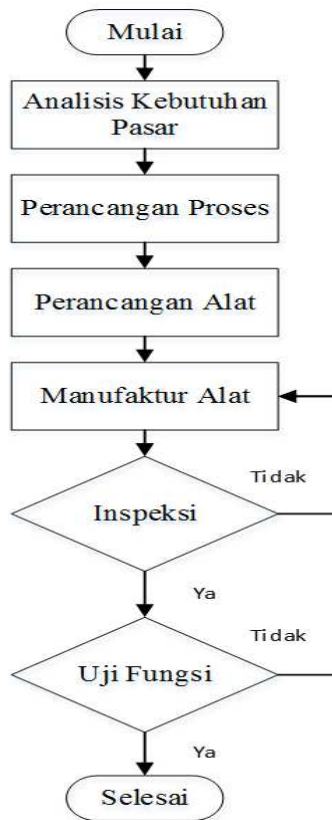 Mulai
Analisis Kebutuhan
Pasar
Perancangan Proses
Perancangan Alat
Manufaktur Alat
Tidak
Inspeksi
Ya
Tidak
Uji Fungsi
Ya
Selesai